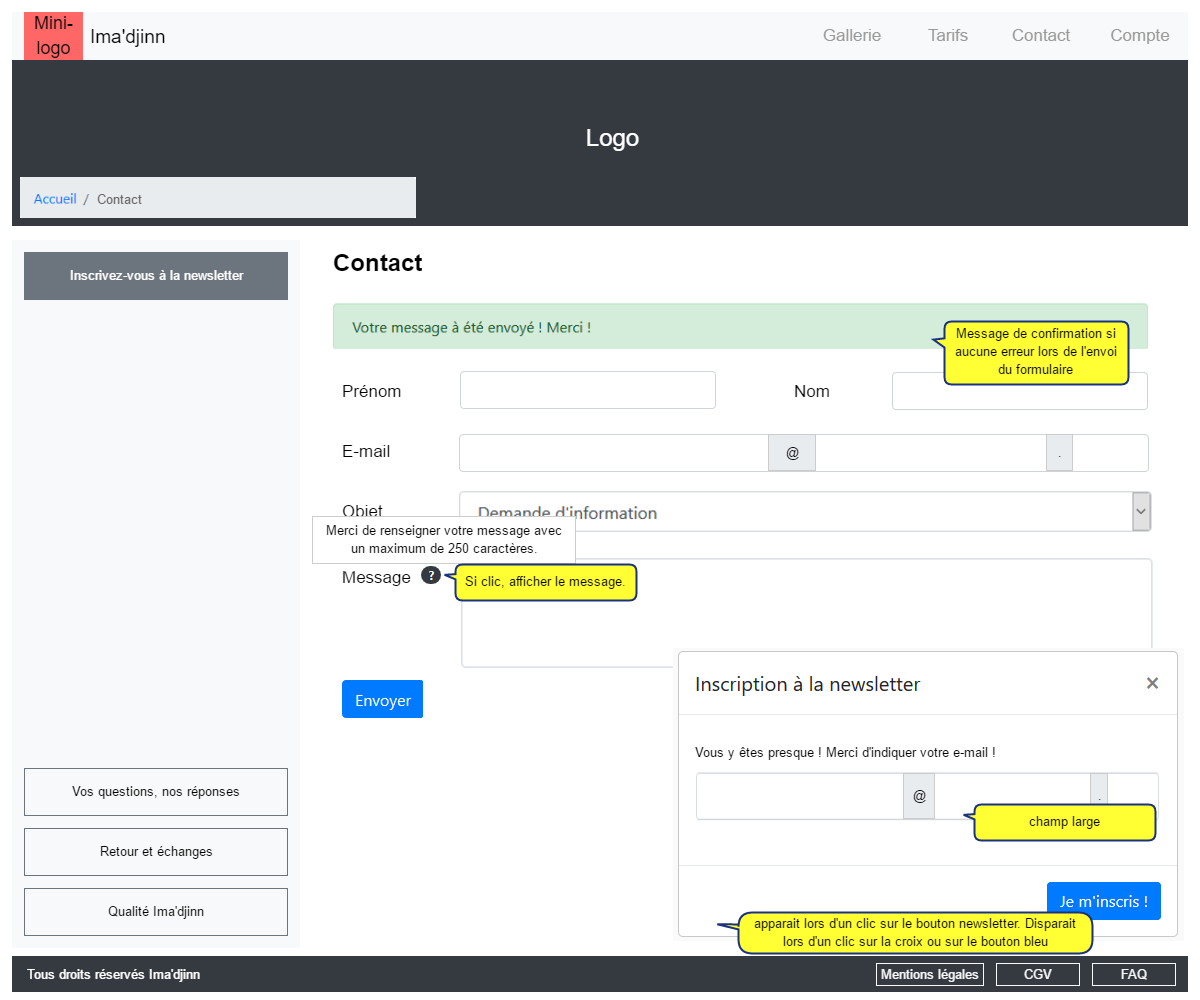 Mini-
logo
Ima'djinn
Gallerie
Tarifs
Contact
Compte
Logo
Accueil / Contact
Inscrivez-vous à la newsletter
Contact
Votre message à été envoyé ! Merci !
Message de confirmation si
aucune erreur lors de l'envoi
du formulaire
Prénom
Nom
E-mail
@
.
Objet
Demande d'information
Merci de renseigner votre message avec
un maximum de 250 caractères.
Message ?
Si clic, afficher le message.
Envoyer
Inscription à la newsletter
×
Vous y êtes presque ! Merci d'indiquer votre e-mail !
@
.
champ large
Je m'inscris !
apparait lors d'un clic sur le bouton newsletter. Disparait
lors d'un clic sur la croix ou sur le bouton bleu
Vos questions, nos réponses
Retour et échanges
Qualité Ima'djinn
Tous droits réservés Ima'djinn
Mentions légales
CGV
FAQ